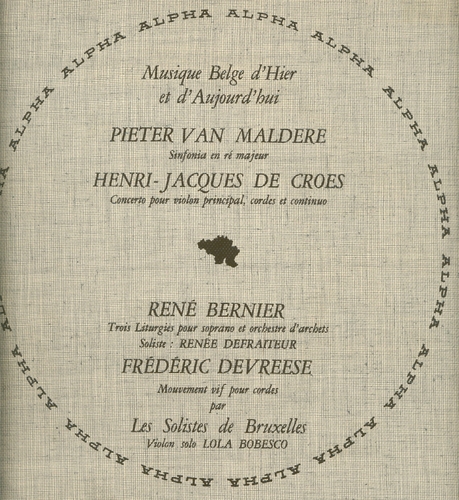 ALPHA ALPHA ALPHA ALPHA ALPHA ALPHA ALPHA ALPHA ALPHA ALPHA ALPHA ALPHA ALPHA ALPHA ALPHA ALPHA
Musique Belge d'Hier
et d'Aujourd'hui
PIETER VAN MALDERE
Sinfonia en ré majeur
HENRI-JACQUES DE CROES
Concerto pour violon principal, cordes et continuo
RENÉ BERNIER
Trois Liturgies pour soprano et orchestre d'archets
Soliste : RENÉE DEFRAITEUR
FRÉDÉRIC DEVREESE
Mouvement vif pour cordes
par
Les Solistes de Bruxelles
Violon solo LOLA BOBESCO